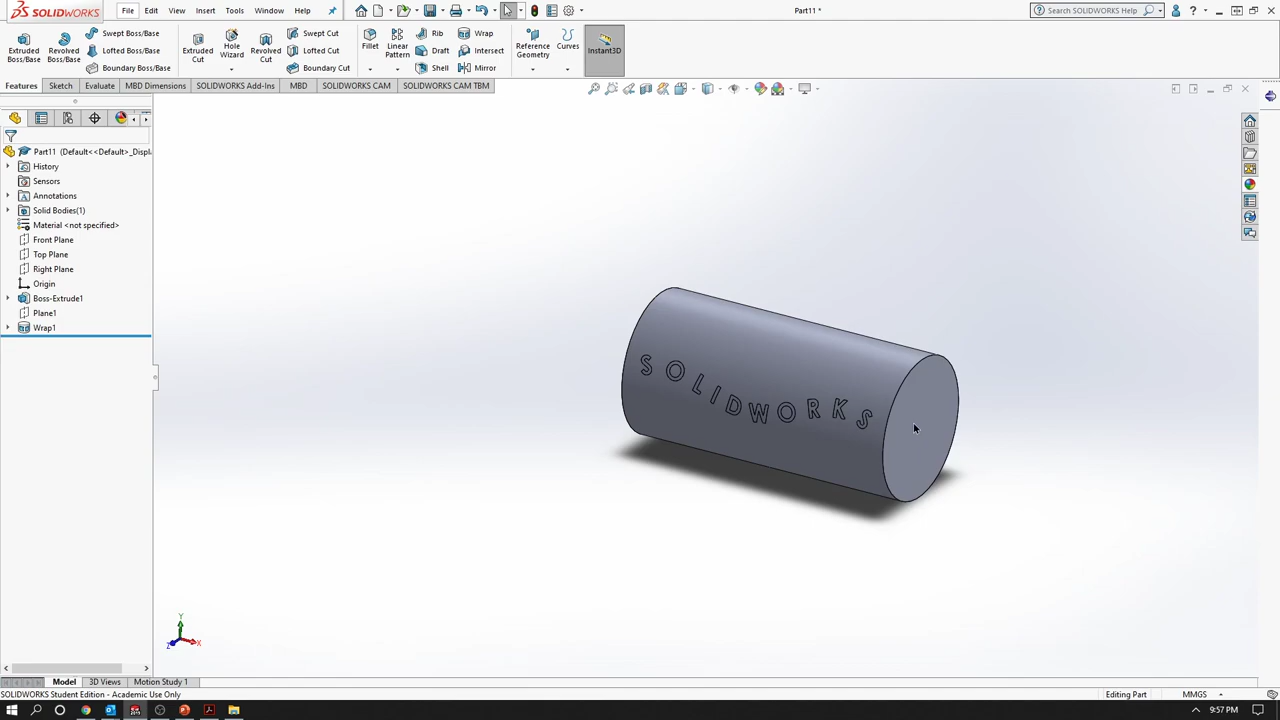 SOLIDWORKS File Edit View Insert Tools Window Help Part11 * Search SOLIDWORKS Help
Extruded Boss/Base Revolved Boss/Base Swept Boss/Base Lofted Boss/Base Boundary Boss/Base Extruded Cut Hole Wizard Revolved Cut Swept Cut Lofted Cut Boundary Cut Fillet Linear Pattern Rib Draft Shell Wrap Intersect Mirror Reference Geometry Curves Instant3D
Features Sketch Evaluate MBD Dimensions SOLIDWORKS Add-Ins MBD SOLIDWORKS CAM SOLIDWORKS CAM TBM
Part11 (Default<<Default>_Displ
History
Sensors
Annotations
Solid Bodies(1)
Material <not specified>
Front Plane
Top Plane
Right Plane
Origin
Boss-Extrude1
Plane1
Wrap1
SOLIDWORKS
Y
Z X
Model 3D Views Motion Study 1
SOLIDWORKS Student Edition - Academic Use Only Editing Part MMGS
9:57 PM